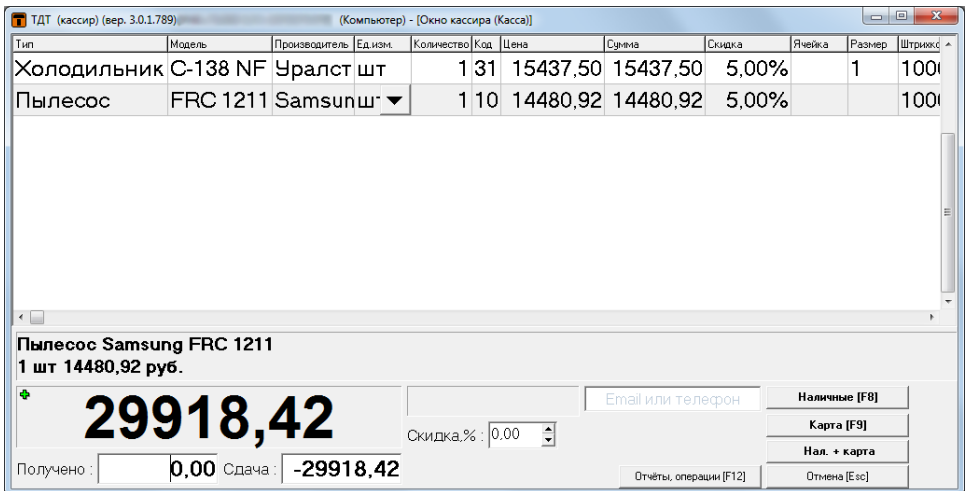 ТДТ (кассир) (вер. 3.0.1.789) (Компьютер) - [Окно кассира (Касса)]
Тип Модель Производитель Ед.изм. Количество Код Цена Сумма Скидка Ячейка Размер Штрихко
Холодильник С-138 NF Уралст шт 1 31 15437,50 15437,50 5,00% 1 100
Пылесос FRC 1211 Samsun ш 1 10 14480,92 14480,92 5,00% 100
Пылесос Samsung FRC 1211
1 шт 14480,92 руб.
29918,42
Email или телефон
Наличные [F8]
Скидка,% : 0,00
Карта [F9]
Нал. + карта
Получено : 0,00 Сдача : -29918,42
Отчёты, операции [F12]
Отмена [Esc]